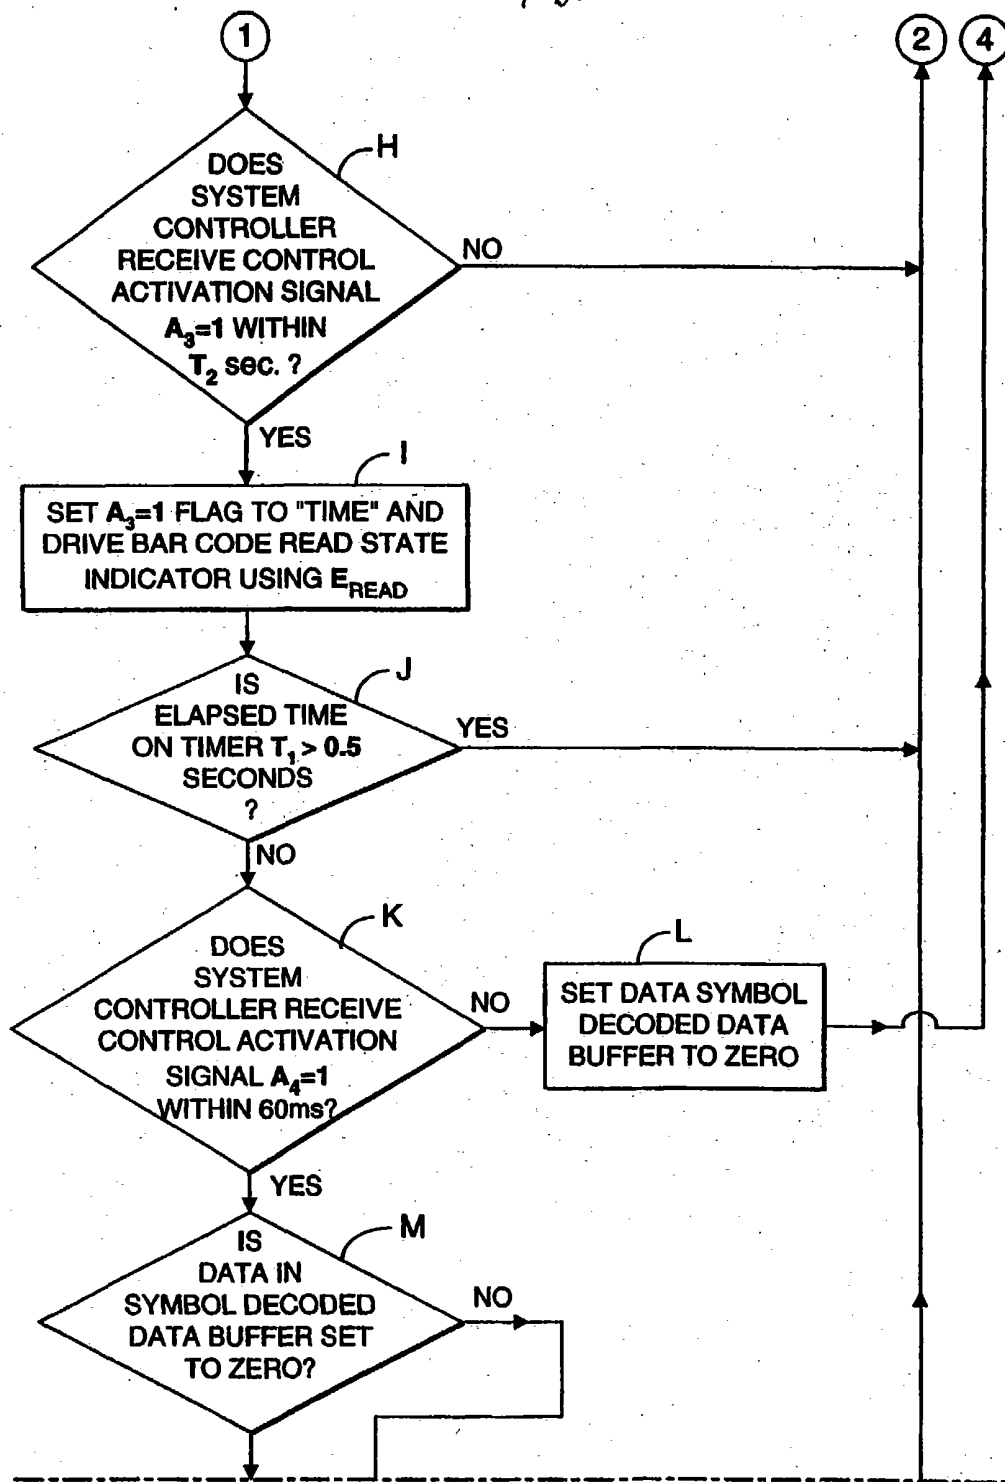 1
2
4
H
DOES
SYSTEM
CONTROLLER
RECEIVE CONTROL
ACTIVATION SIGNAL
A₃=1 WITHIN
T₂ sec. ?
NO
YES
I
SET A₃=1 FLAG TO "TIME" AND
DRIVE BAR CODE READ STATE
INDICATOR USING E_READ
J
IS
ELAPSED TIME
ON TIMER T₁ > 0.5
SECONDS
?
YES
NO
K
DOES
SYSTEM
CONTROLLER RECEIVE
CONTROL ACTIVATION
SIGNAL A₄=1
WITHIN 60ms?
NO
L
SET DATA SYMBOL
DECODED DATA
BUFFER TO ZERO
YES
M
IS
DATA IN
SYMBOL DECODED
DATA BUFFER SET
TO ZERO?
NO